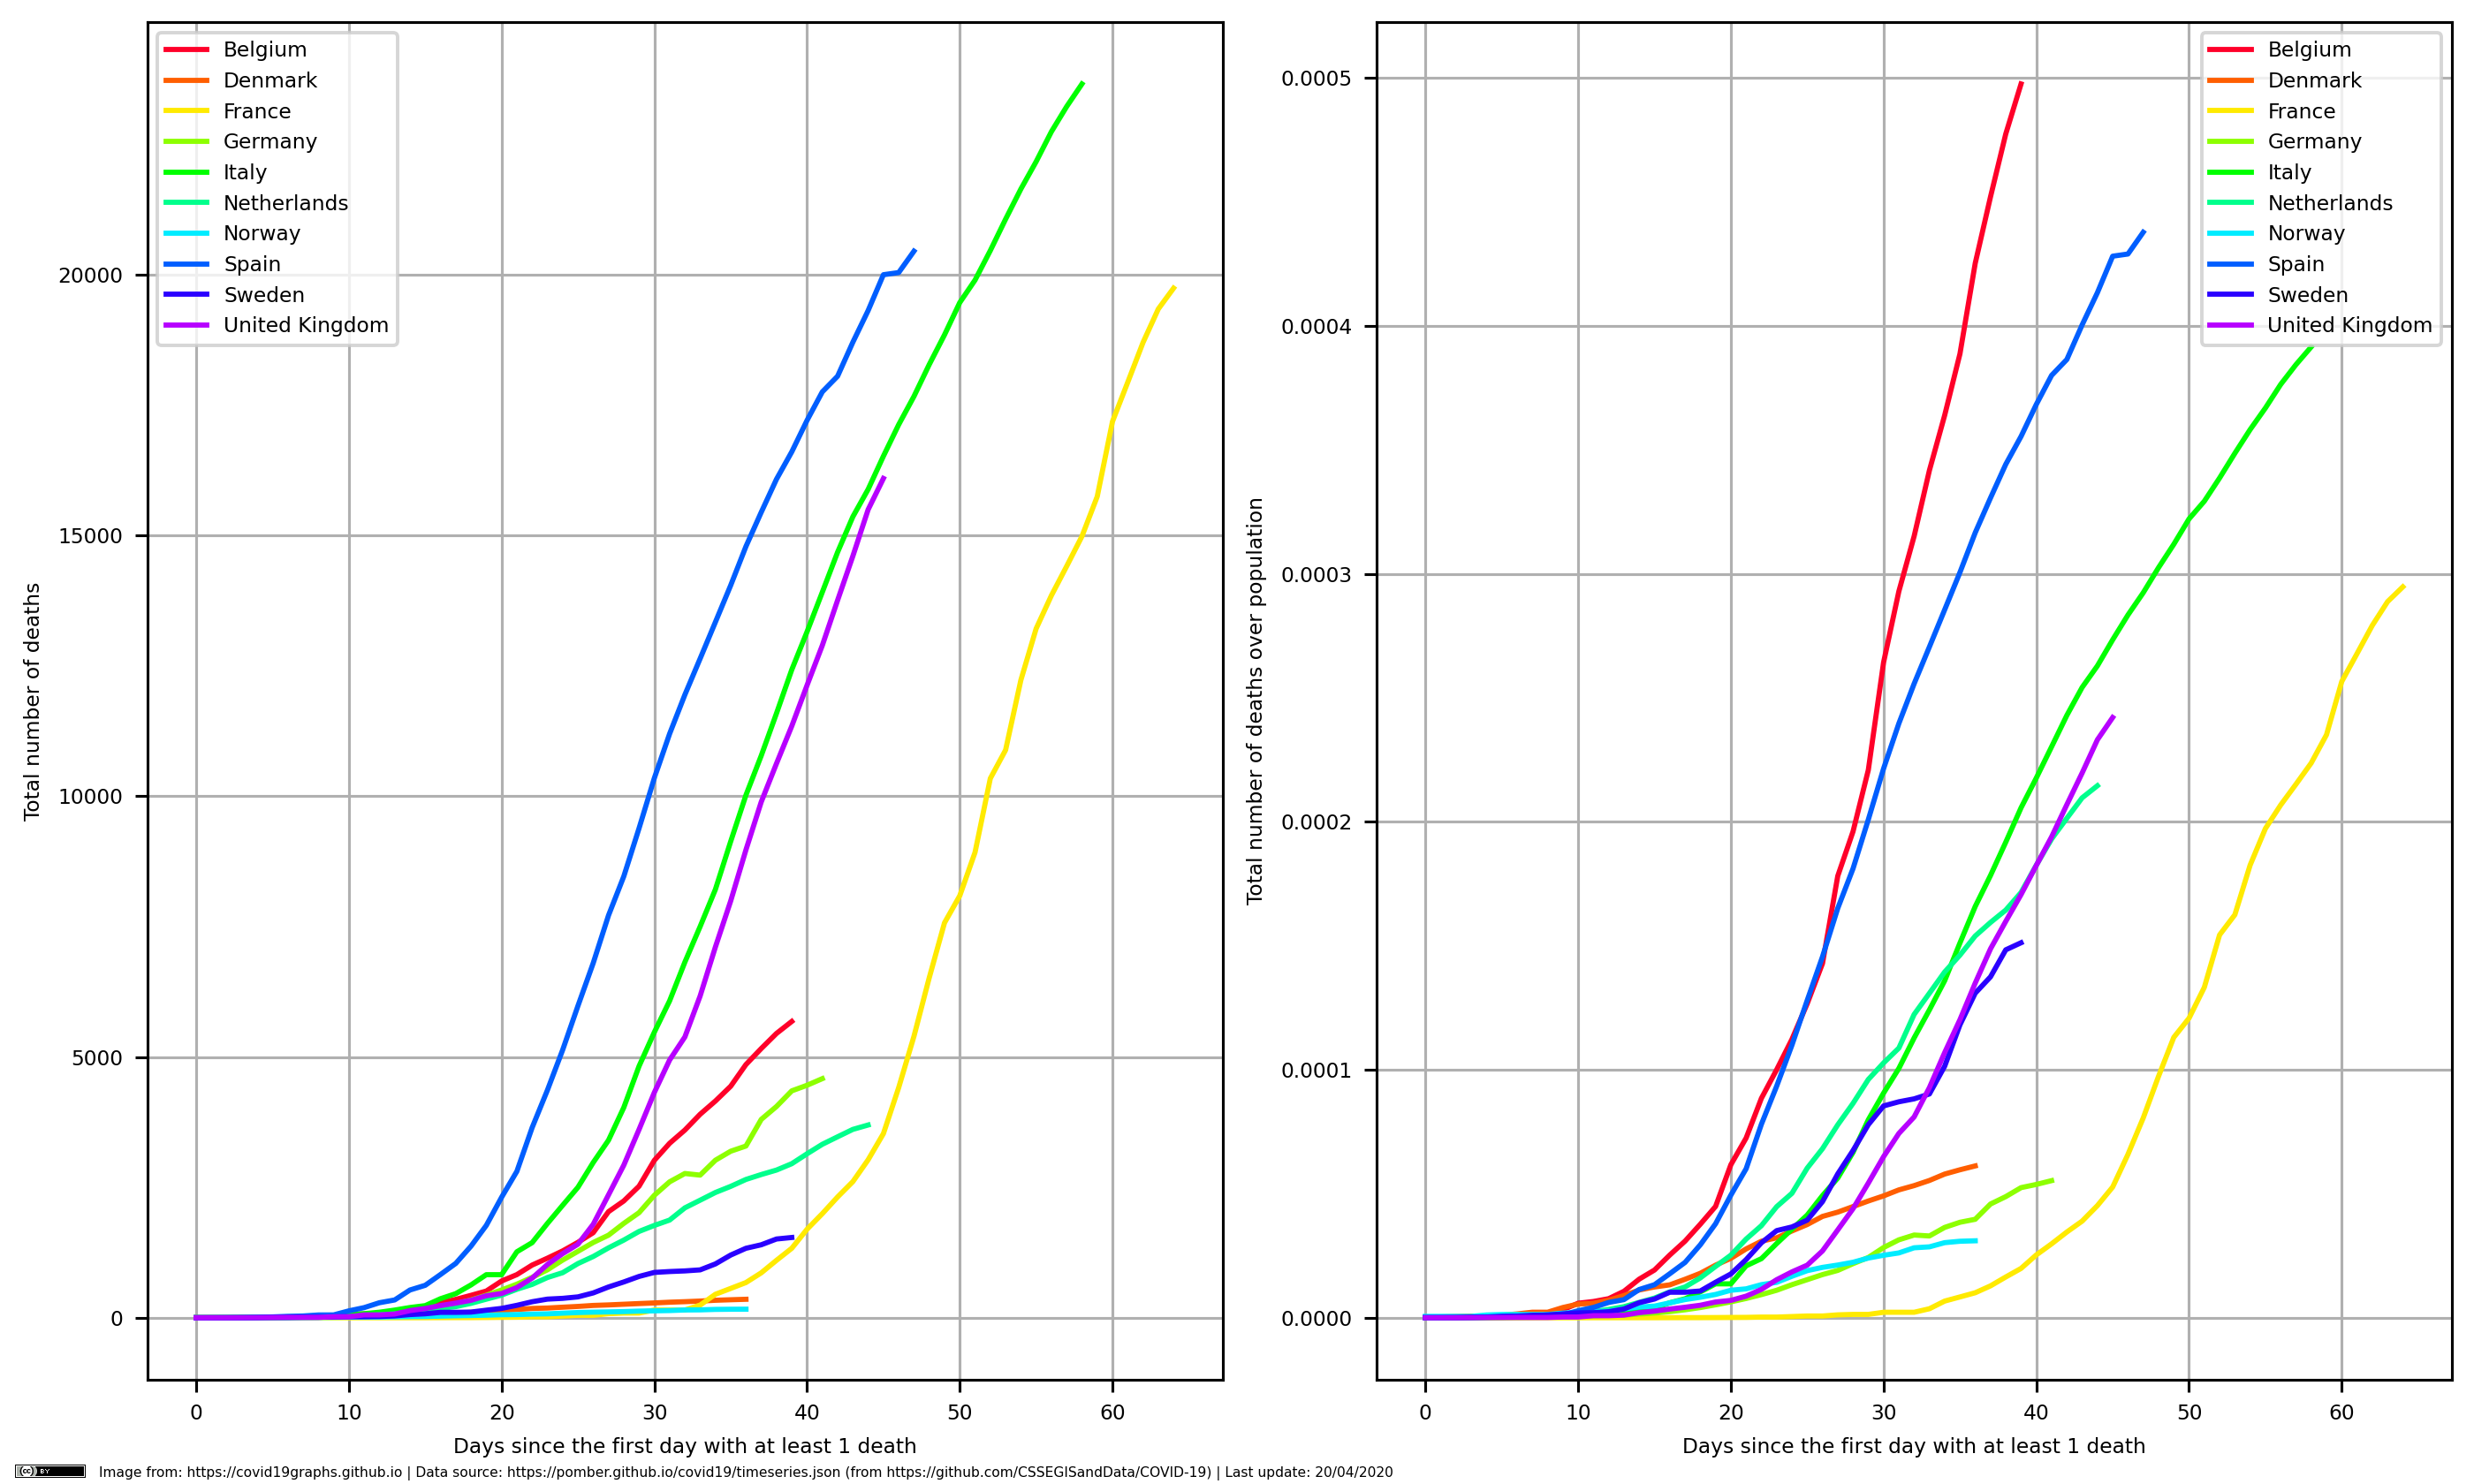 Belgium
Denmark
France
Germany
Italy
Netherlands
Norway
Spain
Sweden
United Kingdom
20000
15000
10000
5000
0
Total number of deaths
0 10 20 30 40 50 60
Days since the first day with at least 1 death
Belgium
Denmark
France
Germany
Italy
Netherlands
Norway
Spain
Sweden
United Kingdom
0.0005
0.0004
0.0003
0.0002
0.0001
0.0000
Total number of deaths over population
0 10 20 30 40 50 60
Days since the first day with at least 1 death
(cc) BY Image from: https://covid19graphs.github.io | Data source: https://pomber.github.io/covid19/timeseries.json (from https://github.com/CSSEGISandData/COVID-19) | Last update: 20/04/2020